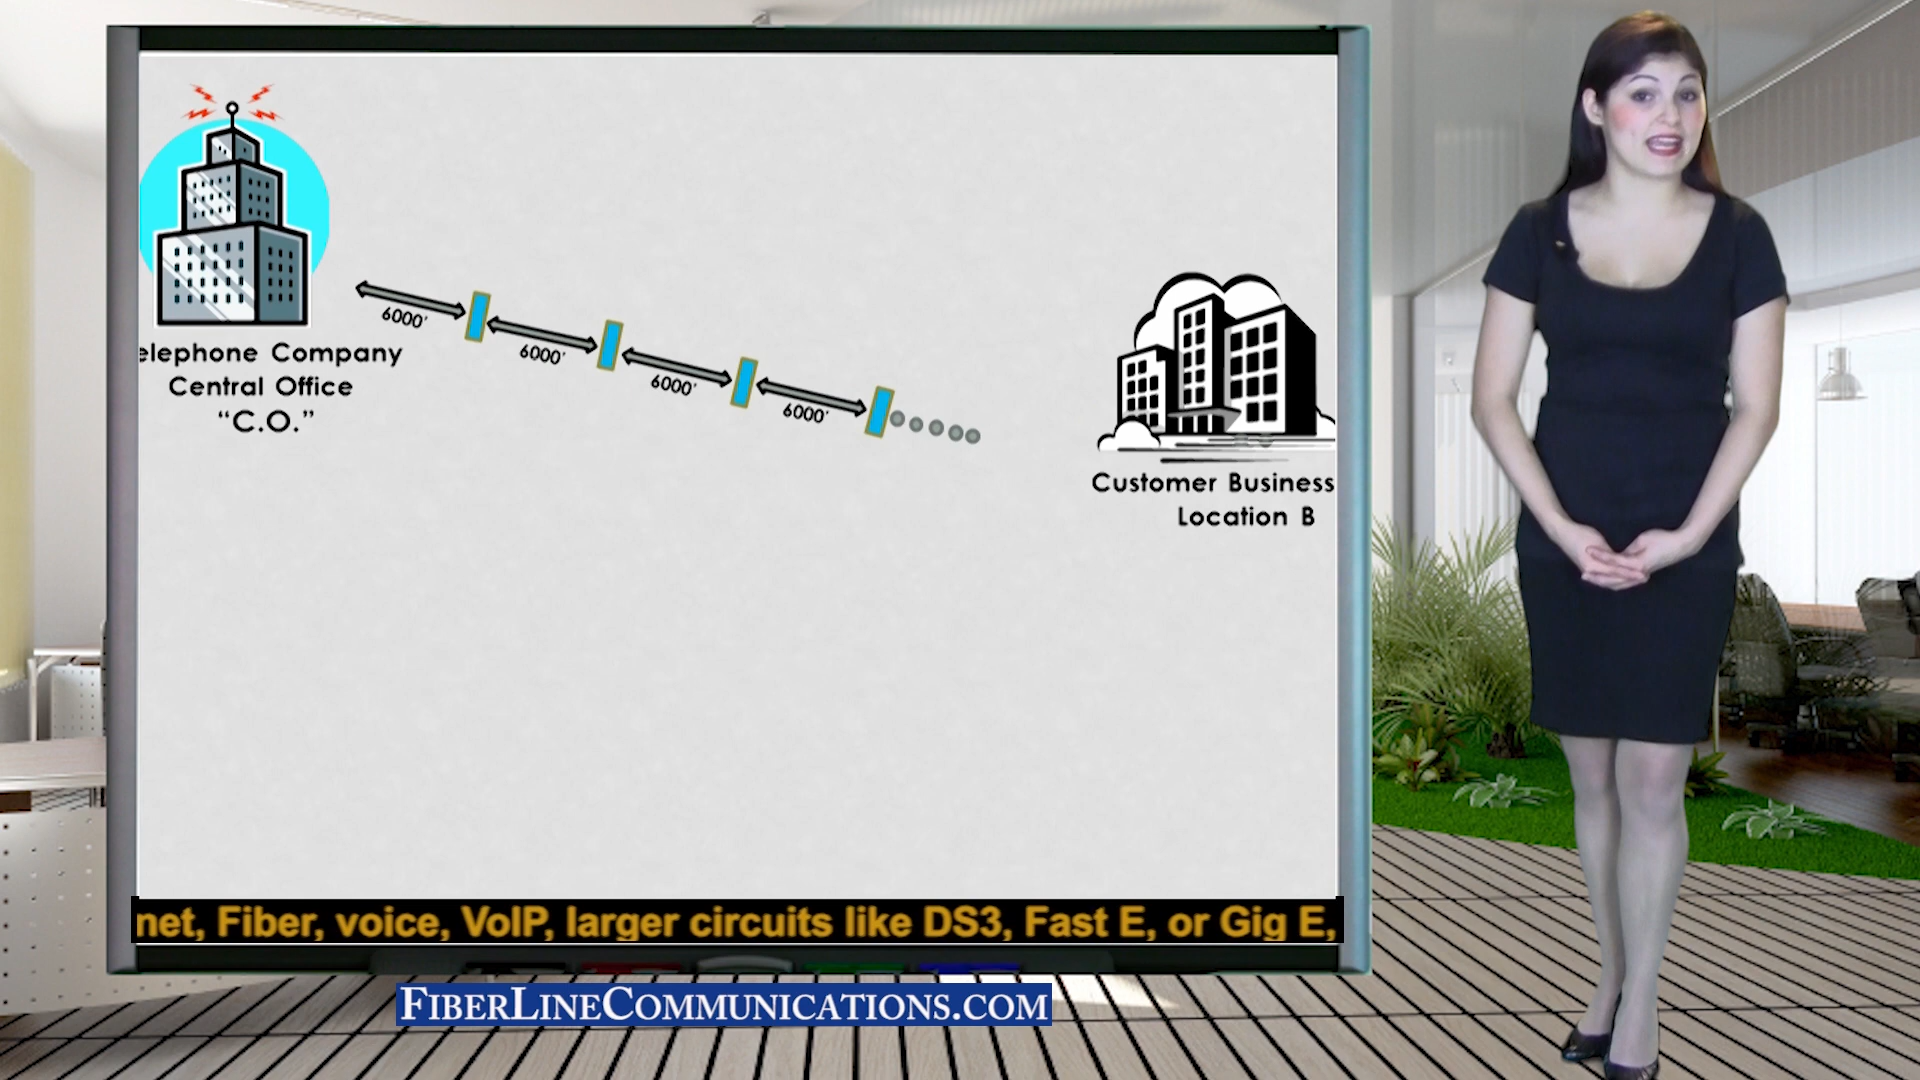 elephone Company
Central Office
“C.O.”
6000’
6000’
6000’
6000’
Customer Business
Location B
net, Fiber, voice, VoIP, larger circuits like DS3, Fast E, or Gig E,
FIBERLINECOMMUNICATIONS.COM